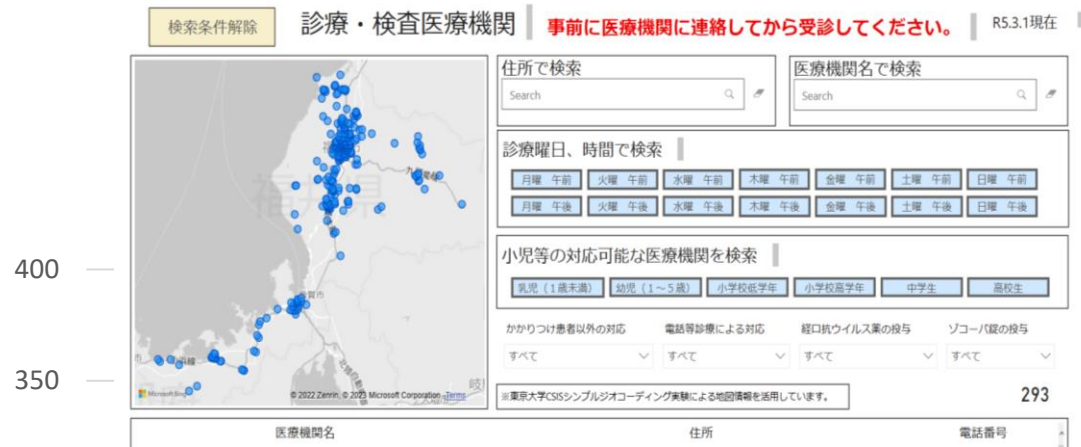 検索条件解除
診療・検査医療機関
事前に医療機関に連絡してから受診してください。
R5.3.1現在
住所で検索
Search
医療機関名で検索
Search
診療曜日、時間で検索
月曜 午前 火曜 午前 水曜 午前 木曜 午前 金曜 午前 土曜 午前 日曜 午前
月曜 午後 火曜 午後 水曜 午後 木曜 午後 金曜 午後 土曜 午後 日曜 午後
小児等の対応可能な医療機関を検索
乳児（1歳未満） 幼児（1～5歳） 小学校低学年 小学校高学年 中学生 高校生
かかりつけ患者以外の対応 電話等診療による対応 経口抗ウイルス薬の投与 ゾコーバ錠の投与
すべて すべて すべて すべて
※東京大学CSISシンプルジオコーディング実験による地図情報を活用しています。
293
400
350
Microsoft Bing
© 2022 Zenrin, © 2023 Microsoft Corporation Terms
医療機関名 住所 電話番号